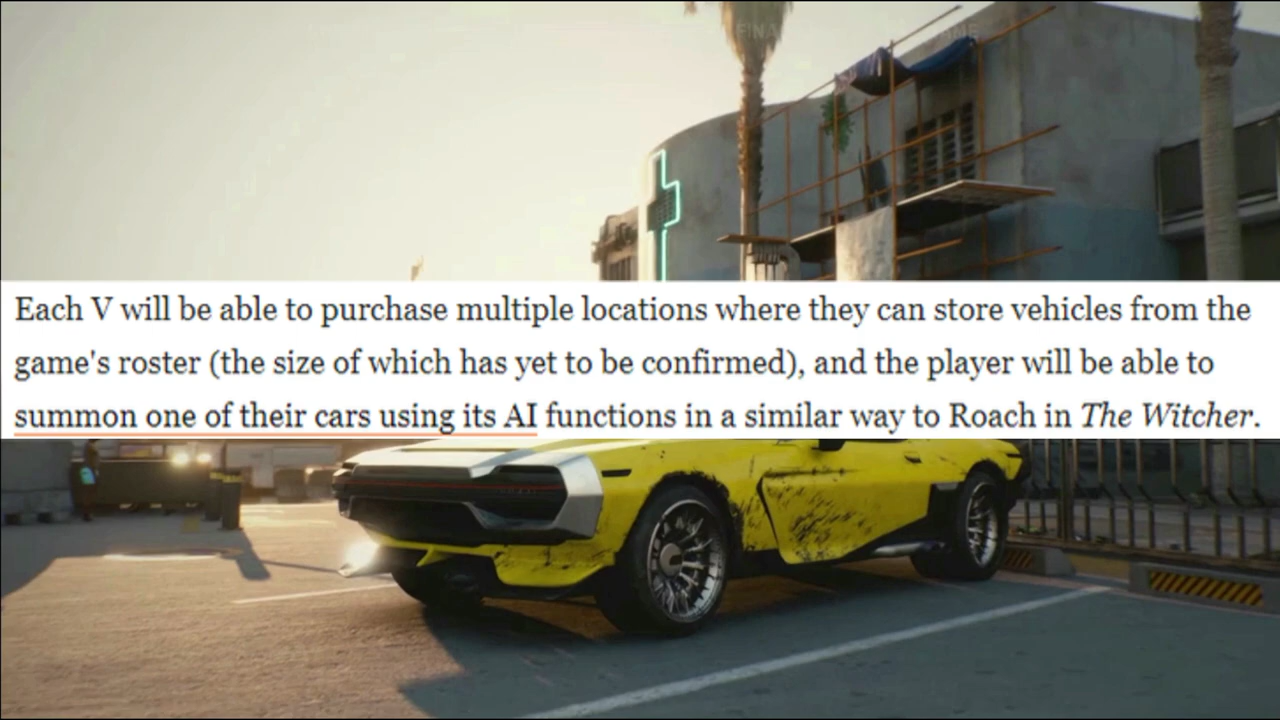 Each V will be able to purchase multiple locations where they can store vehicles from the
game's roster (the size of which has yet to be confirmed), and the player will be able to
summon one of their cars using its AI functions in a similar way to Roach in The Witcher.